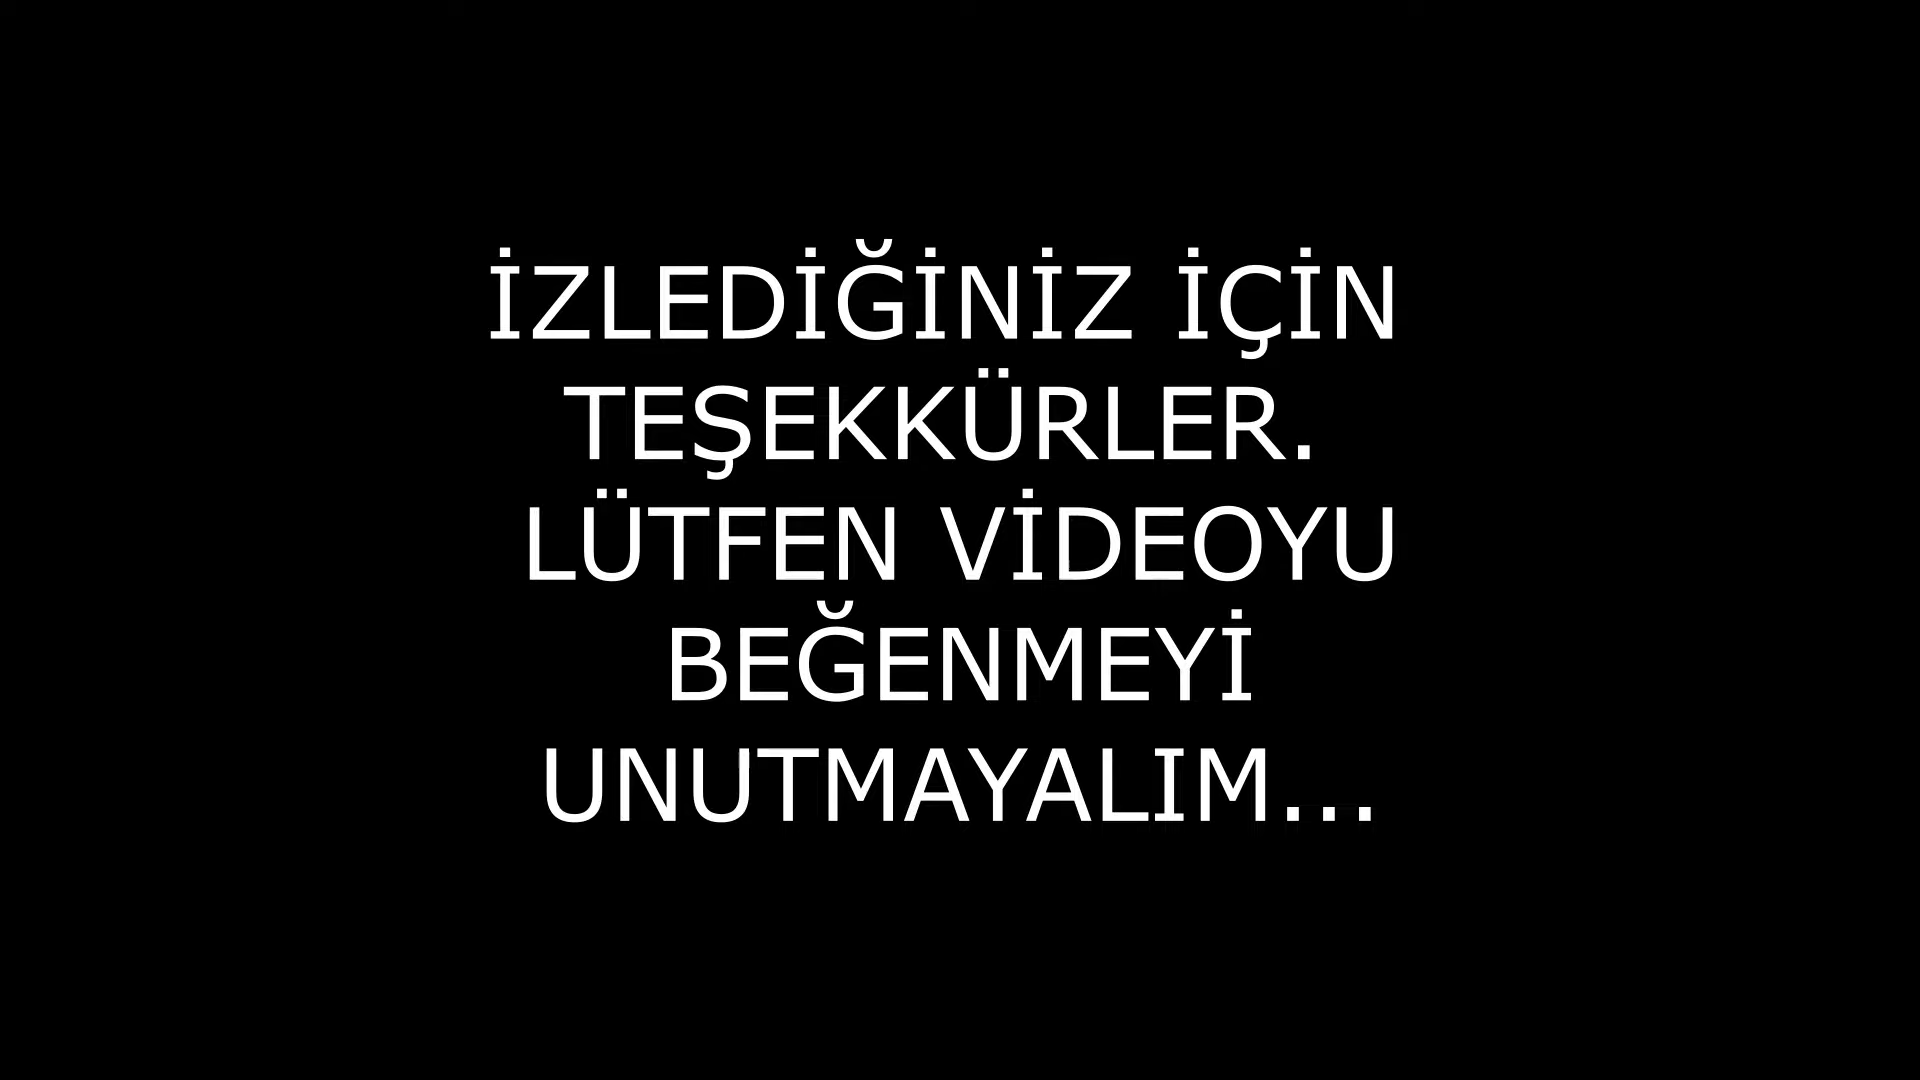 İZLEDİĞİNİZ İÇİN
TEŞEKKÜRLER.
LÜTFEN VİDEOYU
BEĞENMEYİ
UNUTMAYALIM...